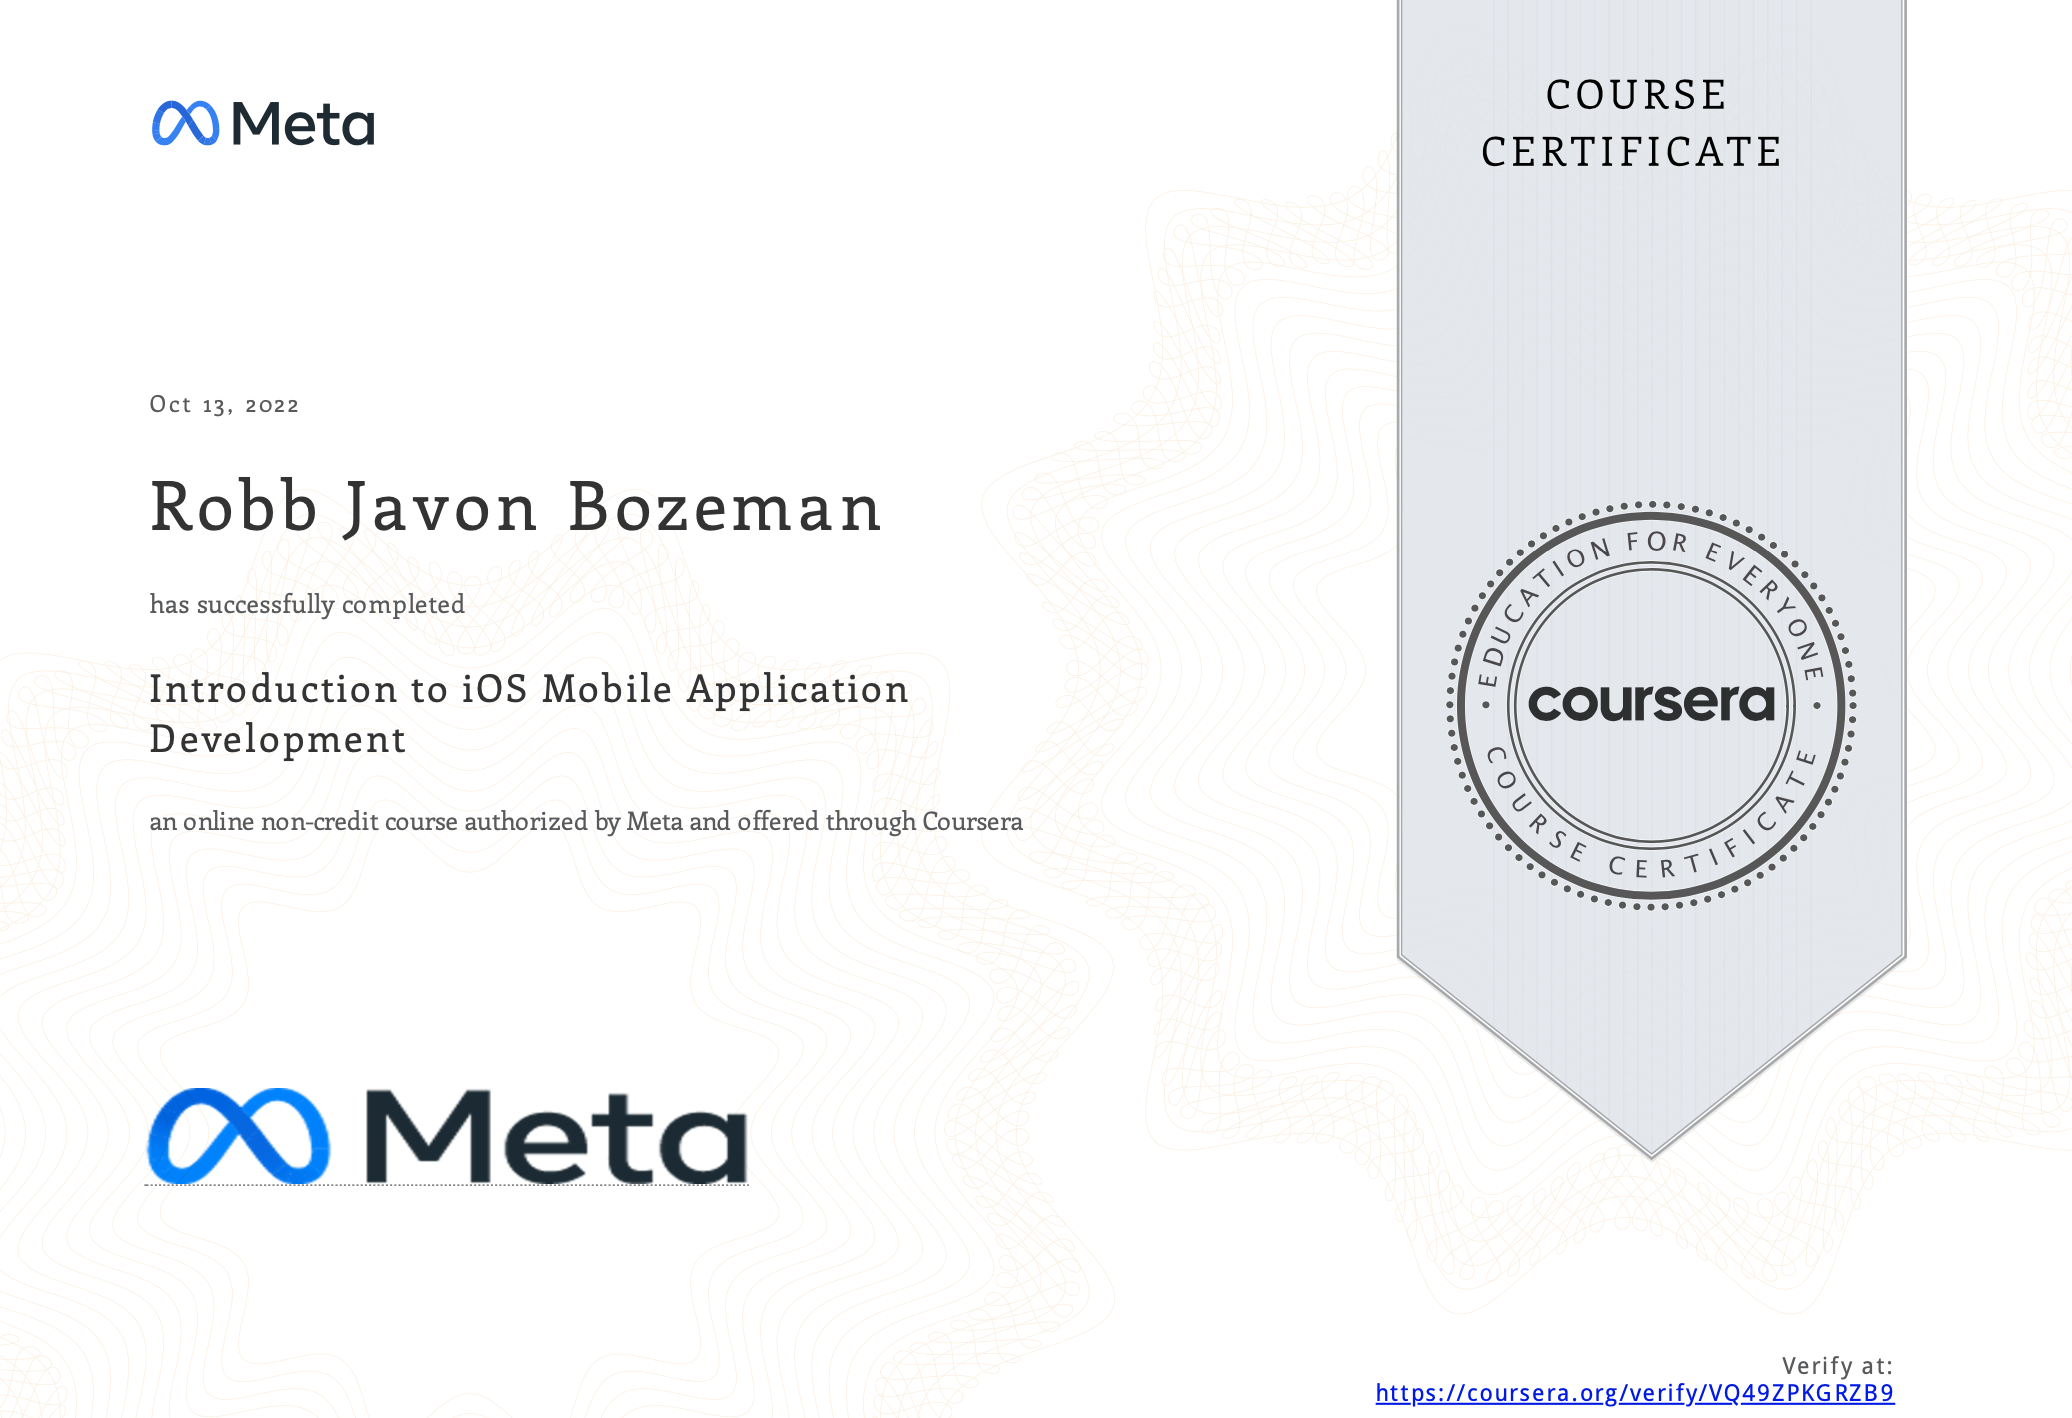 Meta
COURSE
CERTIFICATE
Oct 13, 2022
Robb Javon Bozeman
has successfully completed
Introduction to iOS Mobile Application
Development
an online non-credit course authorized by Meta and offered through Coursera
EDUCATION FOR EVERYONE
coursera
COURSE CERTIFICATE
Meta
Verify at:
https://coursera.org/verify/VQ49ZPKGRZB9